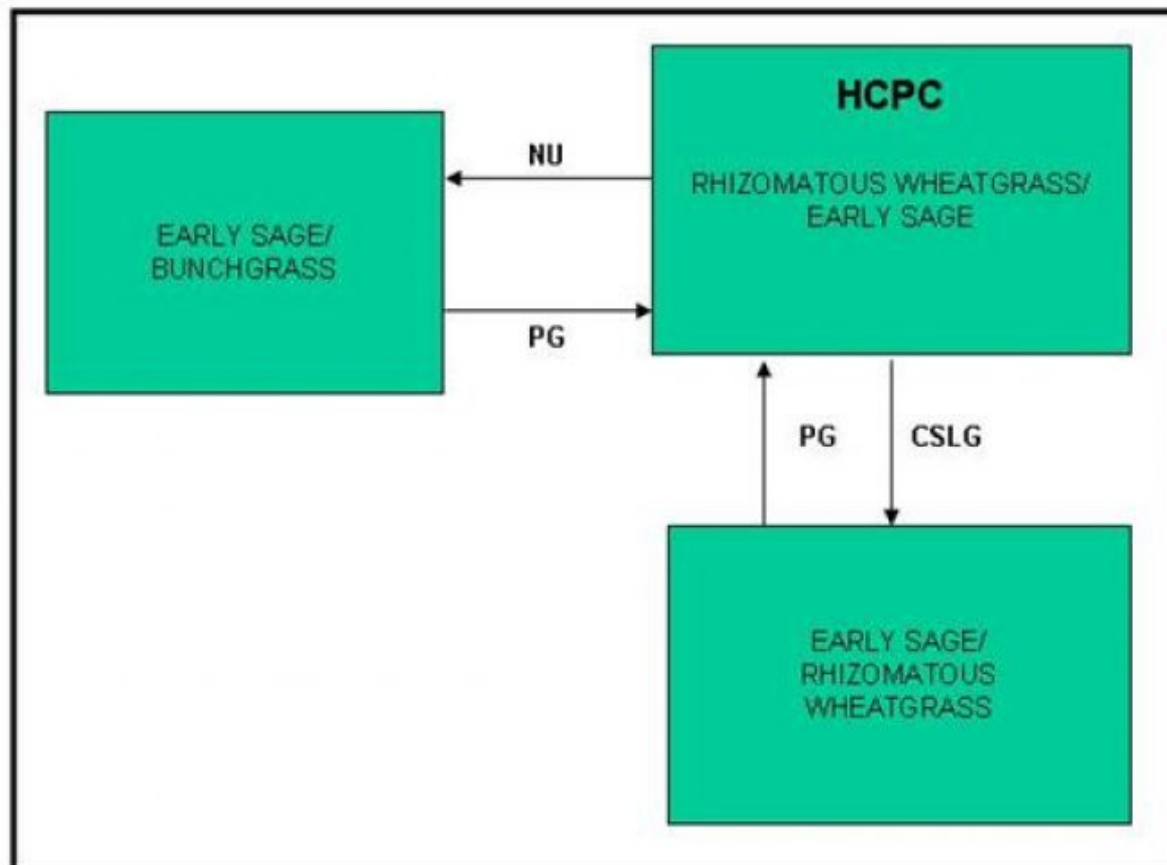 HCPC
RHIZOMATOUS WHEATGRASS/
EARLY SAGE
NU
EARLY SAGE/
BUNCHGRASS
PG
PG
CSLG
EARLY SAGE/
RHIZOMATOUS
WHEATGRASS